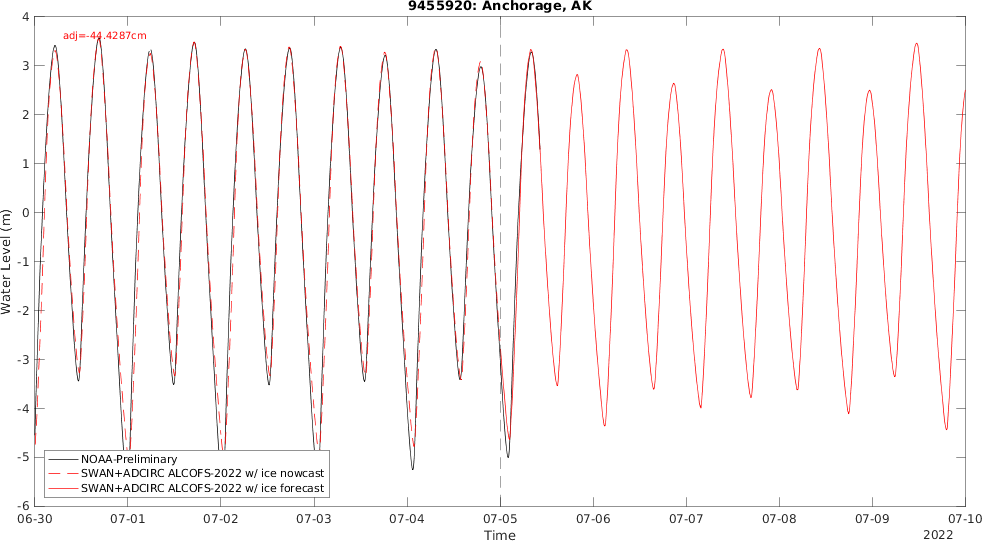 9455920: Anchorage, AK
adj=-44.4287cm
4
3
2
1
0
-1
-2
-3
-4
-5
-6
Water Level (m)
NOAA-Preliminary
SWAN+ADCIRC ALCOFS-2022 w/ ice nowcast
SWAN+ADCIRC ALCOFS-2022 w/ ice forecast
06-30 07-01 07-02 07-03 07-04 07-05 07-06 07-07 07-08 07-09 07-10
Time
2022